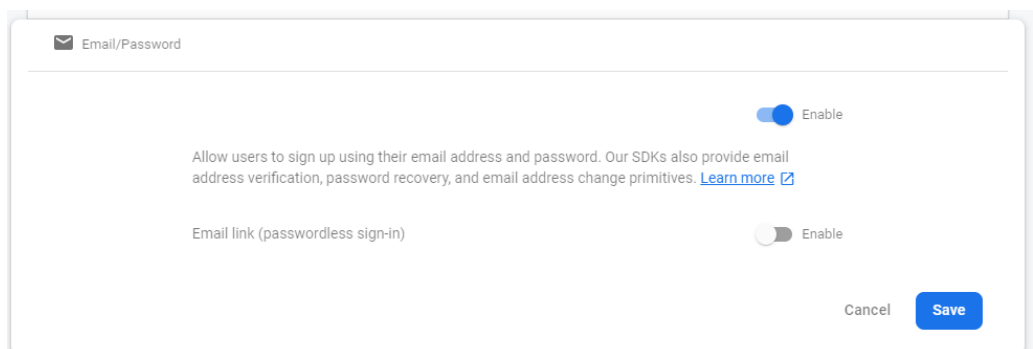 Email/Password
Enable
Allow users to sign up using their email address and password. Our SDKs also provide email
address verification, password recovery, and email address change primitives. Learn more
Email link (passwordless sign-in) Enable
Cancel Save